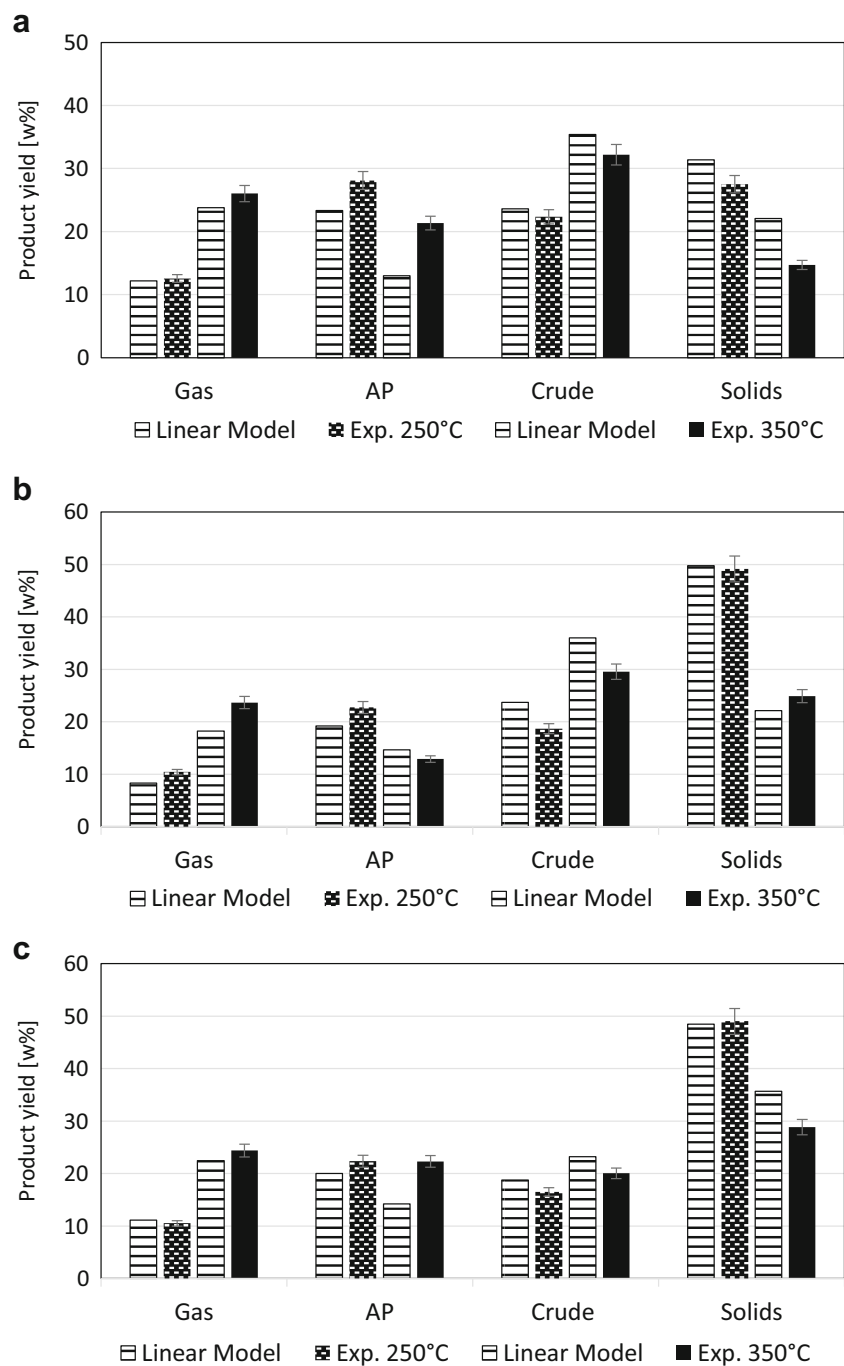 a
Product yield [w%]
50
40
30
20
10
0
Gas AP Crude Solids
Linear Model Exp. 250°C Linear Model Exp. 350°C
b
Product yield [w%]
60
50
40
30
20
10
0
Gas AP Crude Solids
Linear Model Exp. 250°C Linear Model Exp. 350°C
c
Product yield [w%]
60
50
40
30
20
10
0
Gas AP Crude Solids
Linear Model Exp. 250°C Linear Model Exp. 350°C